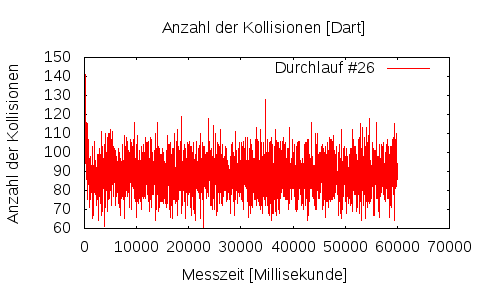 Anzahl der Kollisionen [Dart]
Durchlauf #26
Anzahl der Kollisionen
150
140
130
120
110
100
90
80
70
60
0 10000 20000 30000 40000 50000 60000 70000
Messzeit [Millisekunde]